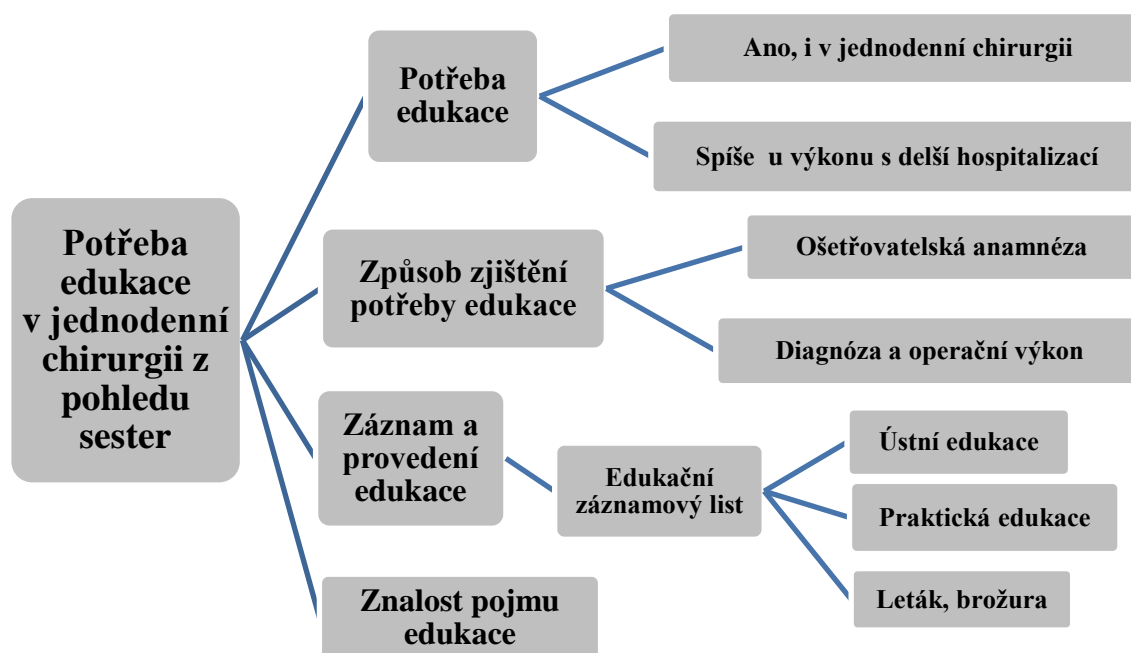 Potřeba
edukace
v jednodenní
chirurgii z
pohledu
sester
Potřeba
edukace
Ano, i v jednodenní chirurgii
Spíše u výkonu s delší hospitalizací
Způsob zjištění
potřeby edukace
Ošetřovatelská anamnéza
Diagnóza a operační výkon
Záznam a
provedení
edukace
Edukační
záznamový list
Ústní edukace
Praktická edukace
Leták, brožura
Znalost pojmu
edukace